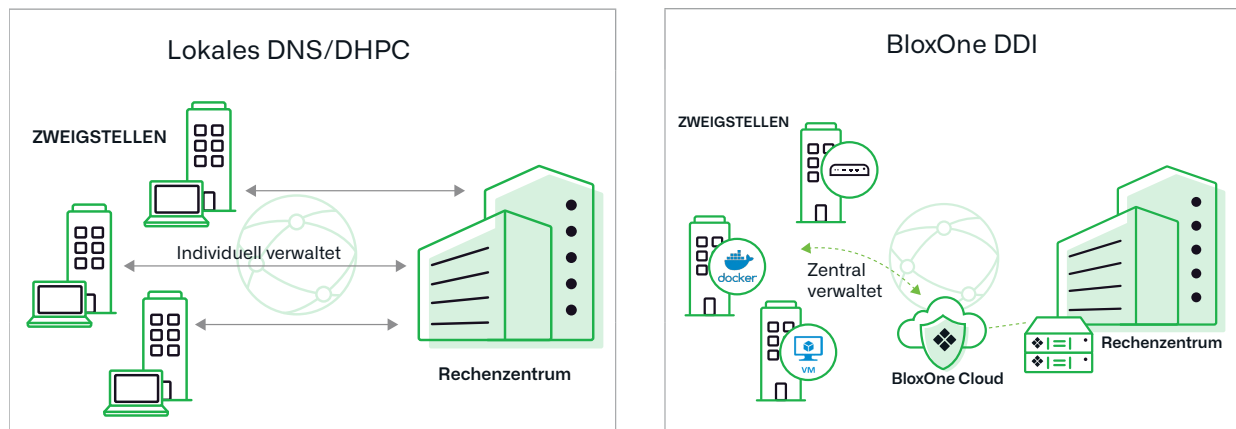 Lokales DNS/DHPC
ZWEIGSTELLEN
Individuell verwaltet
Rechenzentrum
BloxOne DDI
ZWEIGSTELLEN
docker
VM
Zentral
verwaltet
BloxOne Cloud
Rechenzentrum